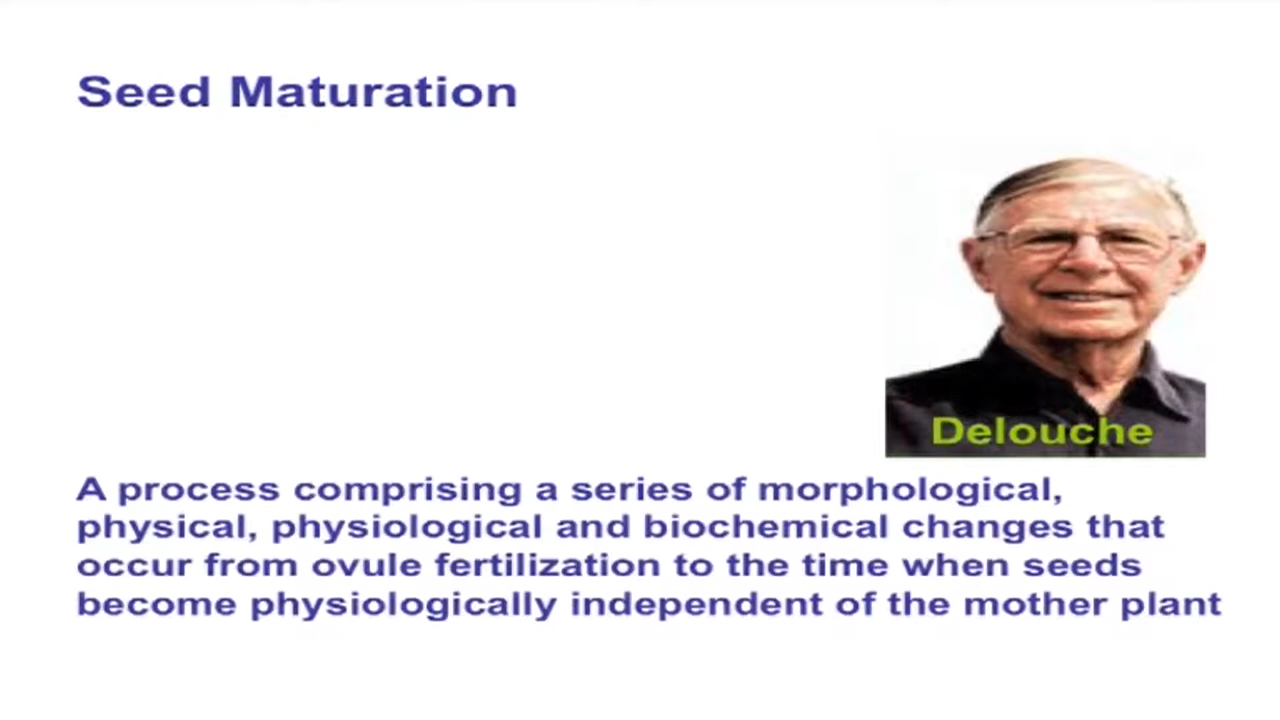 Seed Maturation
Delouche
A process comprising a series of morphological,
physical, physiological and biochemical changes that
occur from ovule fertilization to the time when seeds
become physiologically independent of the mother plant